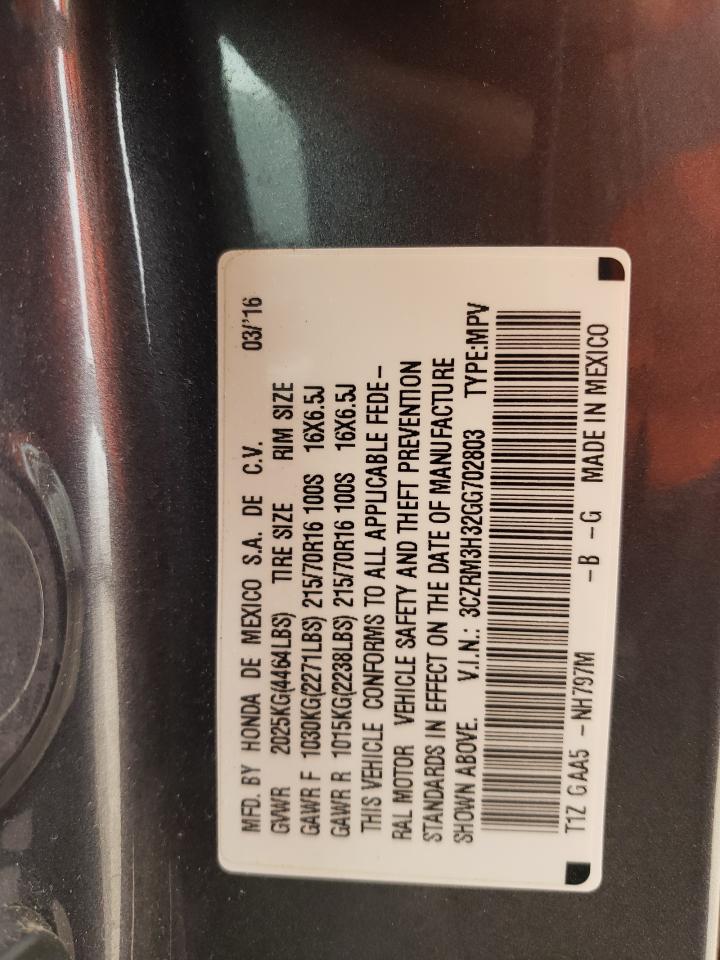 MFD. BY HONDA DE MEXICO S.A. DE C.V. 03/'16
GVWR 2025KG(4464LBS) TIRE SIZE RIM SIZE
GAWR F 1030KG(2271LBS) 215/70R16 100S 16X6.5J
GAWR R 1015KG(2238LBS) 215/70R16 100S 16X6.5J
THIS VEHICLE CONFORMS TO ALL APPLICABLE FEDE-
RAL MOTOR VEHICLE SAFETY AND THEFT PREVENTION
STANDARDS IN EFFECT ON THE DATE OF MANUFACTURE
SHOWN ABOVE. V.I.N.: 3CZRM3H32GG702803 TYPE:MPV
T1Z GAA5 -NH797M -B -G MADE IN MEXICO